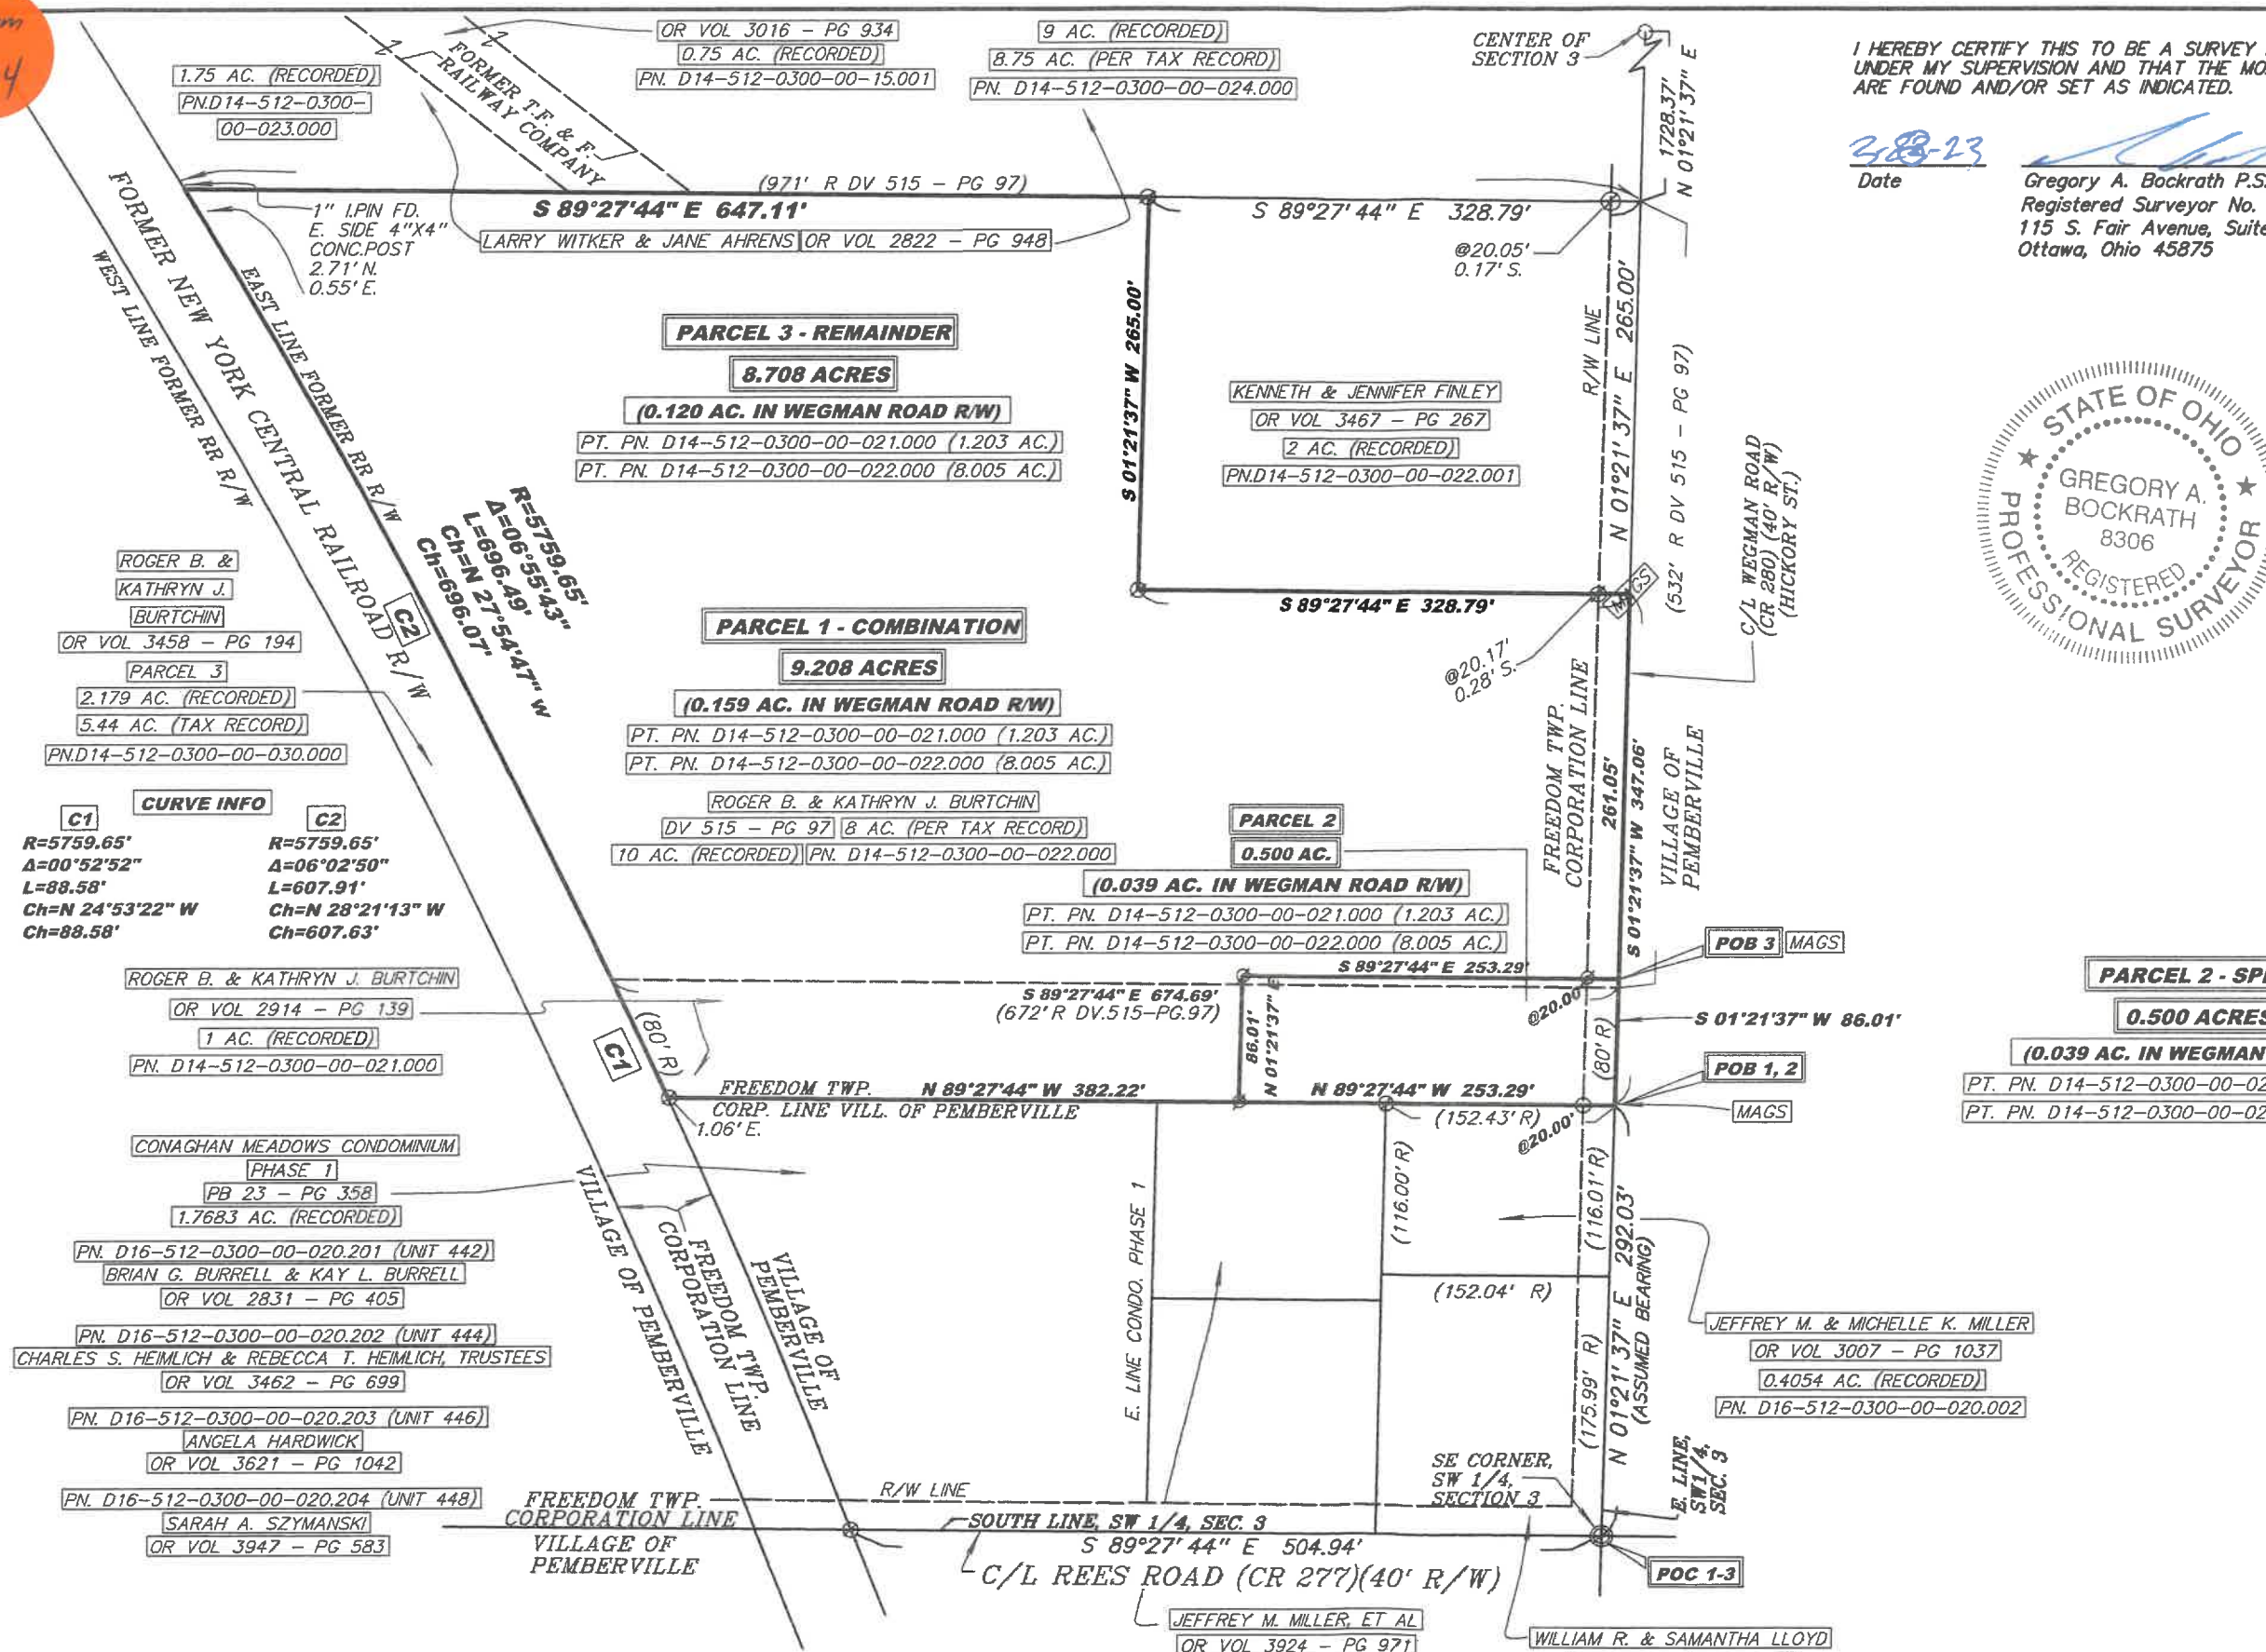 4
1.75 AC. (RECORDED)
PN.D14-512-0300-
00-023.000
FORMER T.F. & F.
RAILWAY COMPANY
OR VOL 3016 - PG 934
0.75 AC. (RECORDED)
PN. D14-512-0300-00-15.001
9 AC. (RECORDED)
8.75 AC. (PER TAX RECORD)
PN. D14-512-0300-00-024.000
CENTER OF
SECTION 3
1728.37'
N 01°21'37" E
I HEREBY CERTIFY THIS TO BE A SURVEY
UNDER MY SUPERVISION AND THAT THE
ARE FOUND AND/OR SET AS INDICATED.
Date
Gregory A. Bockrath P.S.
Registered Surveyor No.
115 S. Fair Avenue, Suite
Ottawa, Ohio 45875
STATE OF OHIO
GREGORY A.
BOCKRATH
8306
REGISTERED
PROFESSIONAL SURVEYOR
(971' R DV 515 - PG 97)
S 89°27'44" E 647.11'
LARRY WITKER & JANE AHRENS OR VOL 2822 - PG 948
1" I.PIN FD.
E. SIDE 4"X4"
CONC.POST
2.71' N.
0.55' E.
S 89°27'44" E 328.79'
@20.05'
0.17' S.
FORMER NEW YORK CENTRAL RAILROAD R/W
WEST LINE FORMER RR R/W
EAST LINE FORMER RR R/W
PARCEL 3 - REMAINDER
8.708 ACRES
(0.120 AC. IN WEGMAN ROAD R/W)
PT. PN. D14-512-0300-00-021.000 (1.203 AC.)
PT. PN. D14-512-0300-00-022.000 (8.005 AC.)
S 01°21'37" W 265.00'
KENNETH & JENNIFER FINLEY
OR VOL 3467 - PG 267
2 AC. (RECORDED)
PN.D14-512-0300-00-022.001
R/W LINE
N 01°21'37" E 265.00'
(532' R DV 515 - PG 97)
C/L WEGMAN ROAD
(CR 280) (40' R/W)
(HICKORY ST.)
MAGS
S 89°27'44" E 328.79'
@20.17'
0.28' S.
R=5759.65'
Δ=06°55'43"
L=696.49'
Ch=N 27°54'47" W
Ch=696.07'
C2
ROGER B. &
KATHRYN J.
BURTCHIN
OR VOL 3458 - PG 194
PARCEL 3
2.179 AC. (RECORDED)
5.44 AC. (TAX RECORD)
PN.D14-512-0300-00-030.000
PARCEL 1 - COMBINATION
9.208 ACRES
(0.159 AC. IN WEGMAN ROAD R/W)
PT. PN. D14-512-0300-00-021.000 (1.203 AC.)
PT. PN. D14-512-0300-00-022.000 (8.005 AC.)
ROGER B. & KATHRYN J. BURTCHIN
DV 515 - PG 97 8 AC. (PER TAX RECORD)
10 AC. (RECORDED) PN. D14-512-0300-00-022.000
FREEDOM TWP.
CORPORATION LINE
261.05'
S 01°21'37" W 347.06'
VILLAGE OF
PEMBERVILLE
CURVE INFO
C1
R=5759.65'
Δ=00°52'52"
L=88.58'
Ch=N 24°53'22" W
Ch=88.58'
C2
R=5759.65'
Δ=06°02'50"
L=607.91'
Ch=N 28°21'13" W
Ch=607.63'
PARCEL 2
0.500 AC.
(0.039 AC. IN WEGMAN ROAD R/W)
PT. PN. D14-512-0300-00-021.000 (1.203 AC.)
PT. PN. D14-512-0300-00-022.000 (8.005 AC.)
POB 3 MAGS
S 89°27'44" E 253.29'
S 89°27'44" E 674.69'
(672'R DV.515-PG.97)
86.01'
N 01°21'37" E
@20.00'
(80' R)
S 01°21'37" W 86.01'
POB 1, 2
MAGS
PARCEL 2 -
0.500
(0.039 AC. IN WEGMAN
PT. PN. D14-512-0300-00-
PT. PN. D14-512-0300-00-
ROGER B. & KATHRYN J. BURTCHIN
OR VOL 2914 - PG 139
1 AC. (RECORDED)
PN. D14-512-0300-00-021.000
C1
(80' R)
FREEDOM TWP. N 89°27'44" W 382.22'
CORP. LINE VILL. OF PEMBERVILLE
1.06' E.
N 89°27'44" W 253.29'
(152.43' R)
@20.00'
CONAGHAN MEADOWS CONDOMINIUM
PHASE 1
PB 23 - PG 358
1.7683 AC. (RECORDED)
PN. D16-512-0300-00-020.201 (UNIT 442)
BRIAN G. BURRELL & KAY L. BURRELL
OR VOL 2831 - PG 405
PN. D16-512-0300-00-020.202 (UNIT 444)
CHARLES S. HEIMLICH & REBECCA T. HEIMLICH, TRUSTEES
OR VOL 3462 - PG 699
PN. D16-512-0300-00-020.203 (UNIT 446)
ANGELA HARDWICK
OR VOL 3621 - PG 1042
PN. D16-512-0300-00-020.204 (UNIT 448)
SARAH A. SZYMANSKI
OR VOL 3947 - PG 583
VILLAGE OF PEMBERVILLE
FREEDOM TWP.
CORPORATION LINE
VILLAGE OF
PEMBERVILLE
E. LINE CONDO. PHASE 1
(116.00' R)
(116.01' R)
(152.04' R)
(175.99' R)
N 01°21'37" E 292.03'
(ASSUMED BEARING)
JEFFREY M. & MICHELLE K. MILLER
OR VOL 3007 - PG 1037
0.4054 AC. (RECORDED)
PN. D16-512-0300-00-020.002
SE CORNER,
SW 1/4,
SECTION 3
E. LINE,
SW1/4,
SEC. 3
FREEDOM TWP.
CORPORATION LINE
VILLAGE OF
PEMBERVILLE
R/W LINE
SOUTH LINE, SW 1/4, SEC. 3
S 89°27'44" E 504.94'
C/L REES ROAD (CR 277)(40' R/W)
POC 1-3
JEFFREY M. MILLER, ET AL
OR VOL 3924 - PG 971
WILLIAM R. & SAMANTHA LLOYD